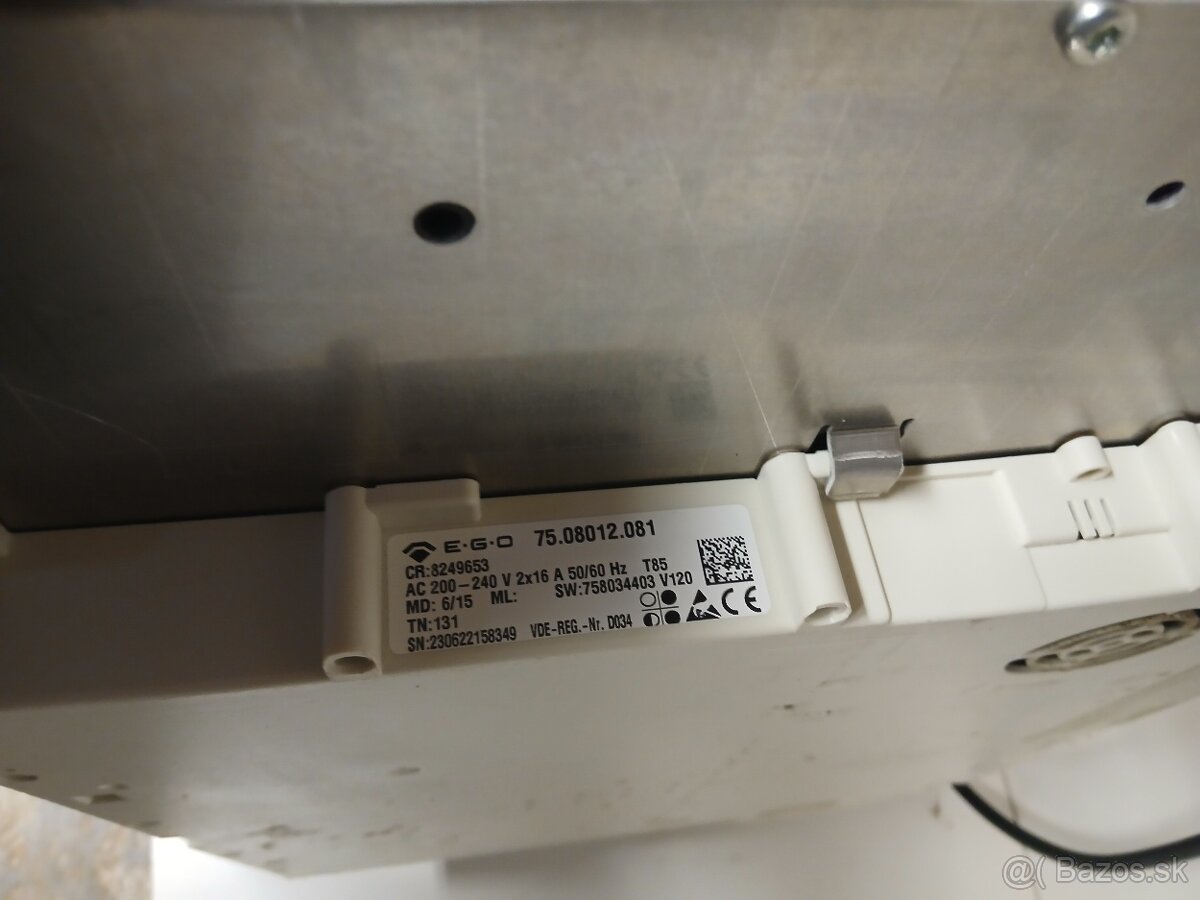 E·G·O 75.08012.081
CR:8249653
AC 200-240 V 2x16 A 50/60 Hz T85
MD: 6/15 ML: SW:758034403 V120
TN:131
SN:230622158349 VDE-REG.-Nr. D034 CE
@( Bazos.sk